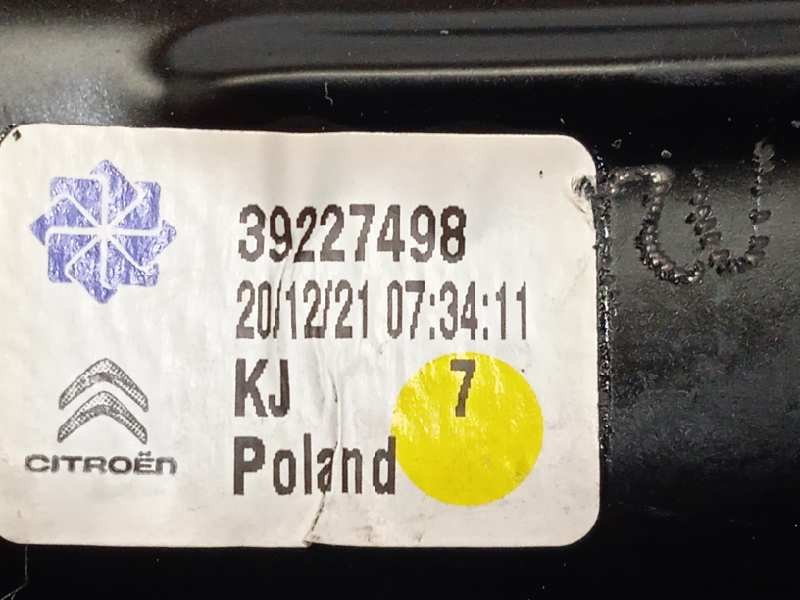 39227498
20/12/21 07:34:11
KJ 7
Poland
CITROËN